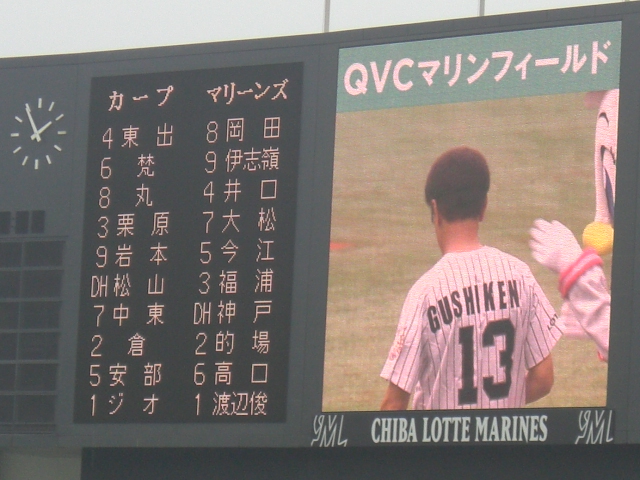 カープ マリーンズ
4 東出 8 岡田
6 梵 9 伊志嶺
8 丸 4 井口
3 栗原 7 大松
9 岩本 5 今江
DH 松山 3 福浦
7 中東 DH 神戸
2 倉 2 的場
5 安部 6 高口
1 ジオ 1 渡辺俊
QVCマリンフィールド
GUSHIKEN
13
CHIBA LOTTE MARINES